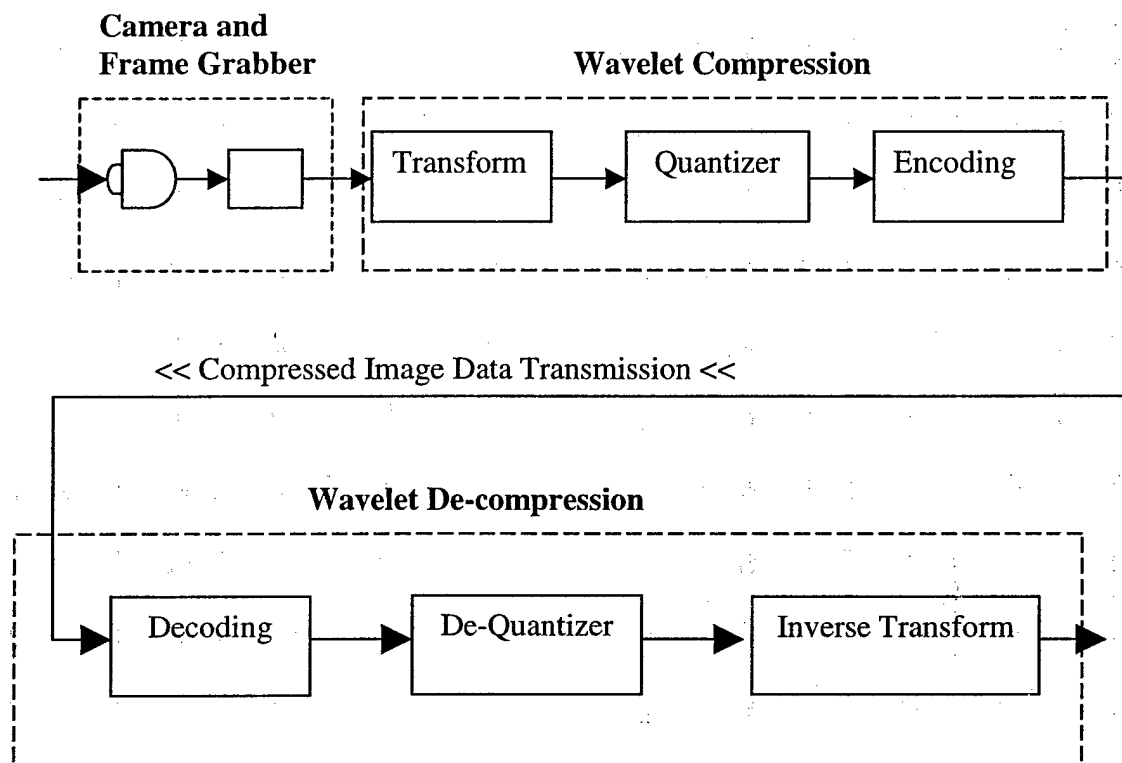 Camera and
Frame Grabber
Wavelet Compression
Transform
Quantizer
Encoding
<< Compressed Image Data Transmission <<
Wavelet De-compression
Decoding
De-Quantizer
Inverse Transform